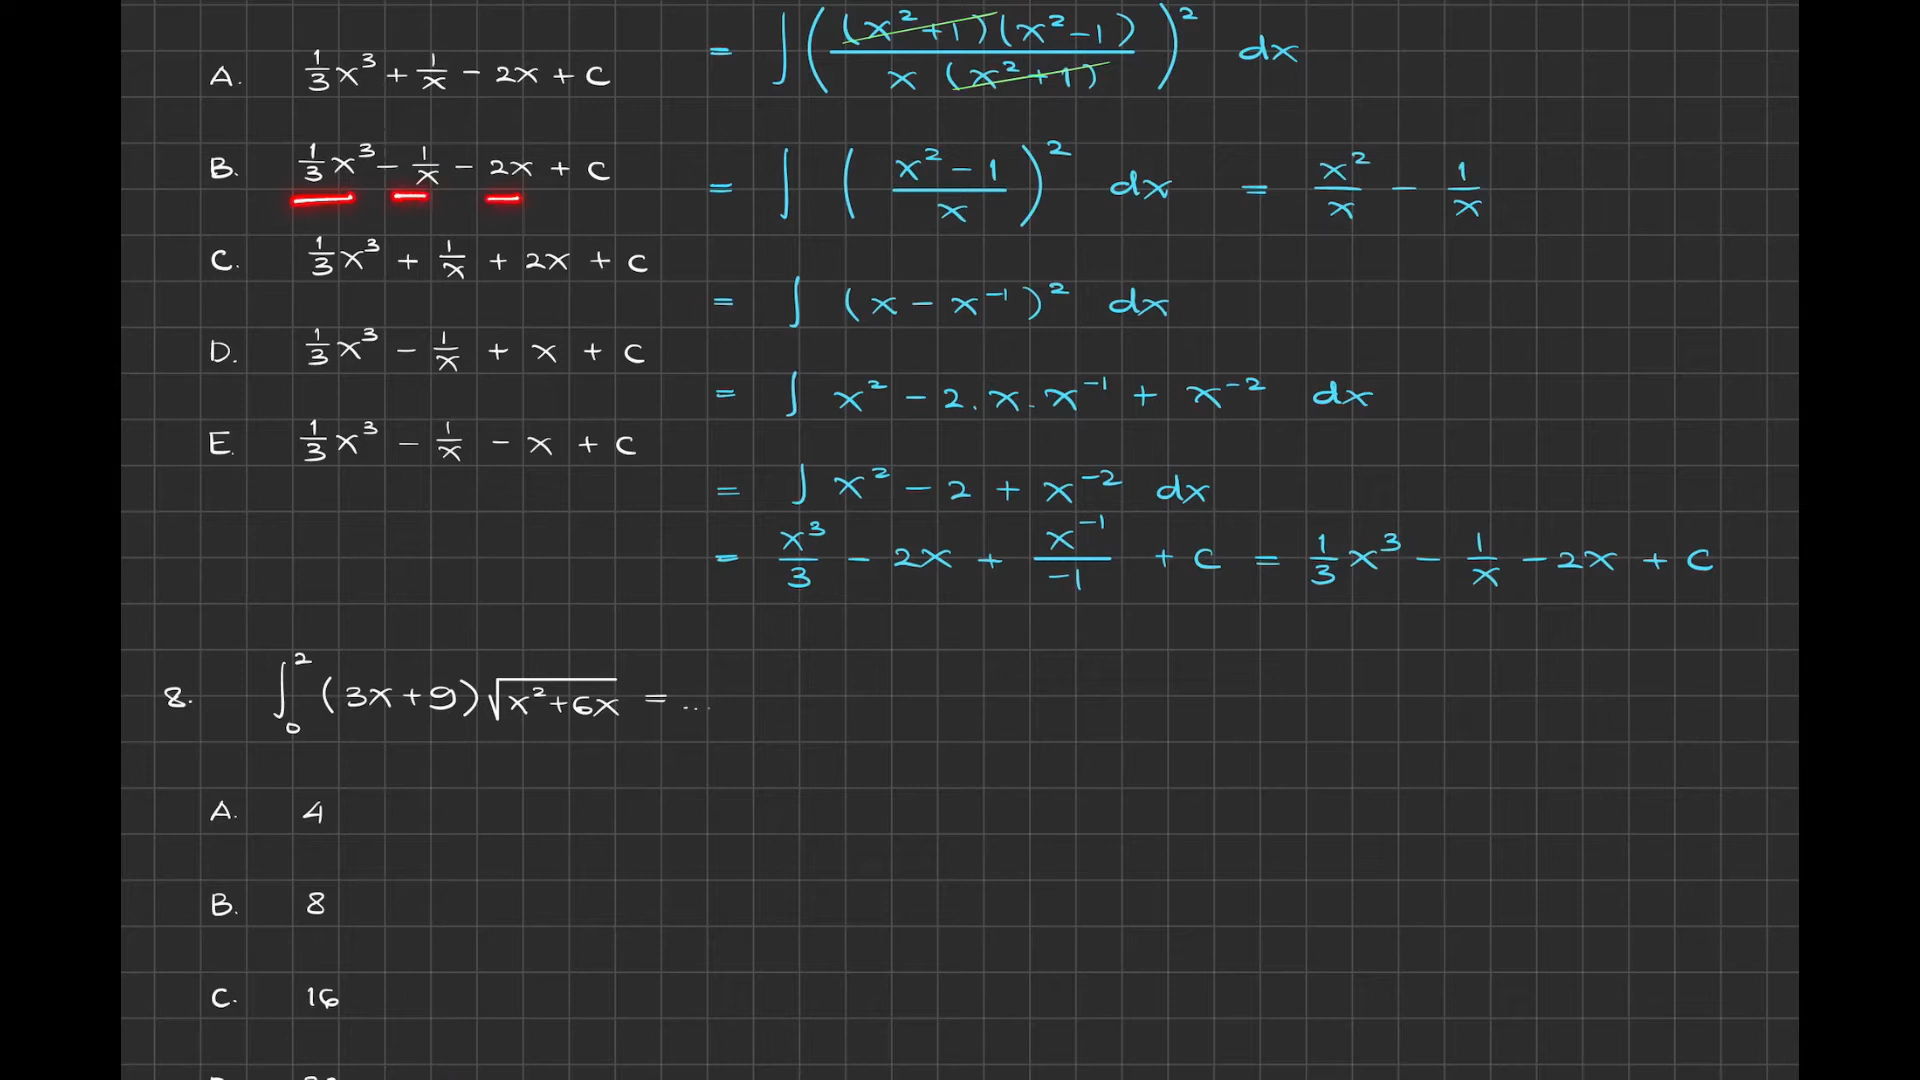 = ∫ ( (x²+1)(x²−1) / x (x²+1) )² dx
A. 1/3 x³ + 1/x − 2x + C
B. 1/3 x³ − 1/x − 2x + C
= ∫ ( x² − 1 / x )² dx = x²/x − 1/x
C. 1/3 x³ + 1/x + 2x + C
= ∫ (x − x⁻¹)² dx
D. 1/3 x³ − 1/x + x + C
= ∫ x² − 2.x.x⁻¹ + x⁻² dx
E. 1/3 x³ − 1/x − x + C
= ∫ x² − 2 + x⁻² dx
= x³/3 − 2x + x⁻¹/−1 + C = 1/3 x³ − 1/x − 2x + C
8. ∫₀² (3x+9)√(x²+6x) = ...
A. 4
B. 8
C. 16